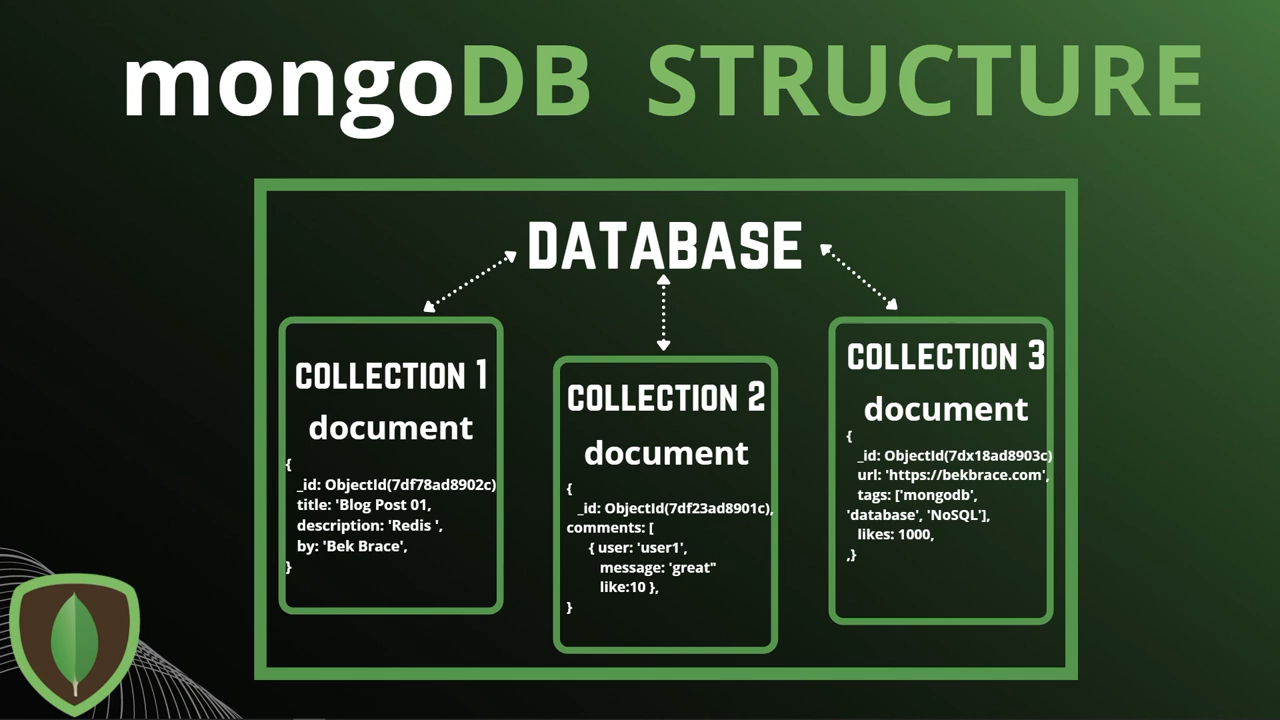 mongoDB STRUCTURE
DATABASE
COLLECTION 1
document
{
_id: ObjectId(7df78ad8902c)
title: 'Blog Post 01,
description: 'Redis ',
by: 'Bek Brace',
}
COLLECTION 2
document
{
_id: ObjectId(7df23ad8901c),
comments: [
{ user: 'user1',
message: 'great"
like:10 },
}
COLLECTION 3
document
{
_id: ObjectId(7dx18ad8903c)
url: 'https://bekbrace.com',
tags: ['mongodb',
'database', 'NoSQL'],
likes: 1000,
,}